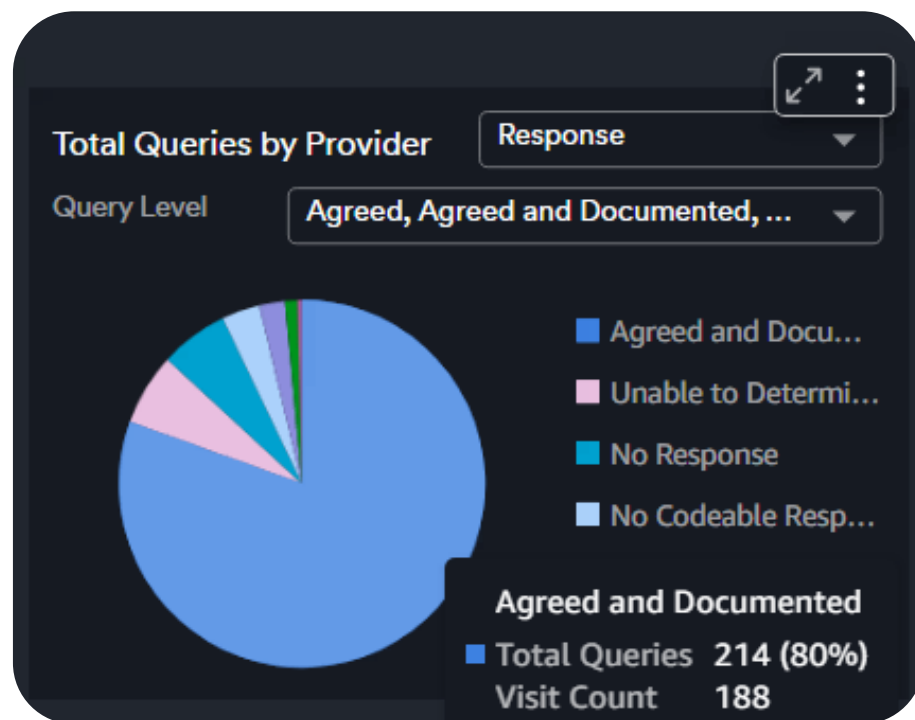 Total Queries by Provider
Response
Query Level
Agreed, Agreed and Documented, ...
Agreed and Docu...
Unable to Determi...
No Response
No Codeable Resp...
Agreed and Documented
Total Queries 214 (80%)
Visit Count 188